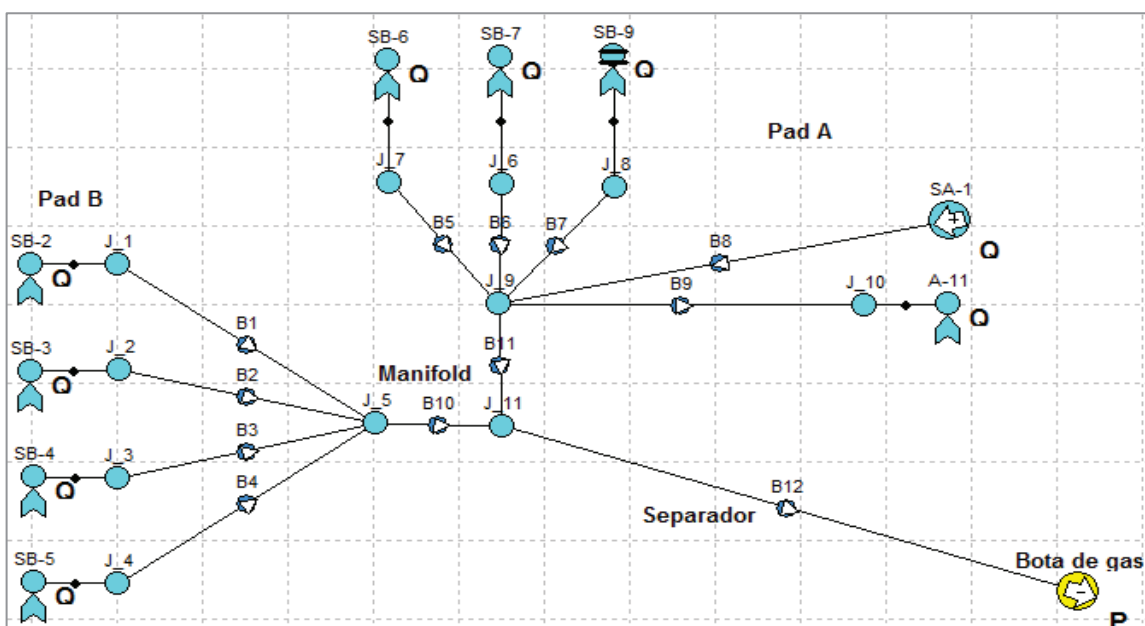 SB-6
SB-7
SB-9
Q
Q
Q
Pad A
J_7
J_6
J_8
SA-1
Pad B
B5
B6
B7
B8
Q
SB-2
J_1
Q
J_9
B9
J_10
A-11
Q
B1
B11
SB-3
J_2
Q
B2
Manifold
J_5
B10
J_11
B3
SB-4
J_3
Q
B4
B12
Separador
SB-5
J_4
Q
Bota de gas
P